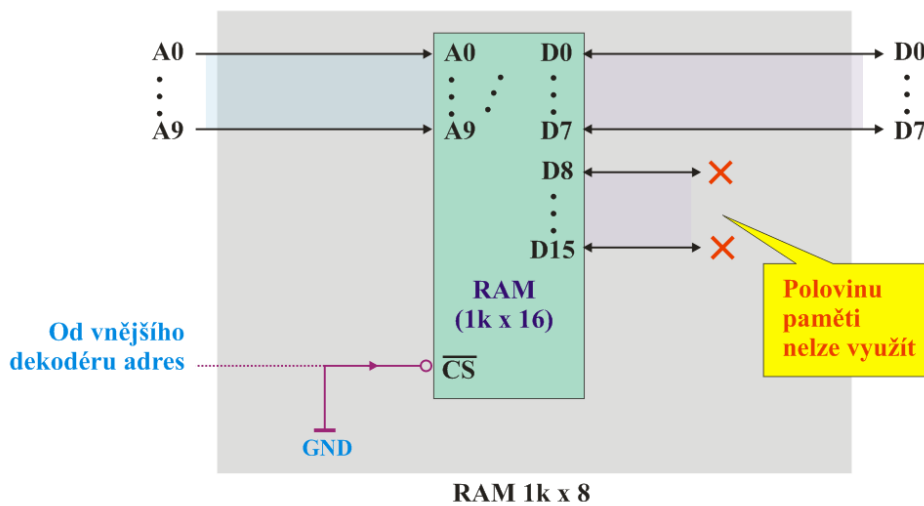 A0 A0 D0 D0
A9 A9 D7 D7
D8
D15
RAM
(1k x 16)
Polovinu
paměti
nelze využít
Od vnějšího
dekodéru adres
CS
GND
RAM 1k x 8